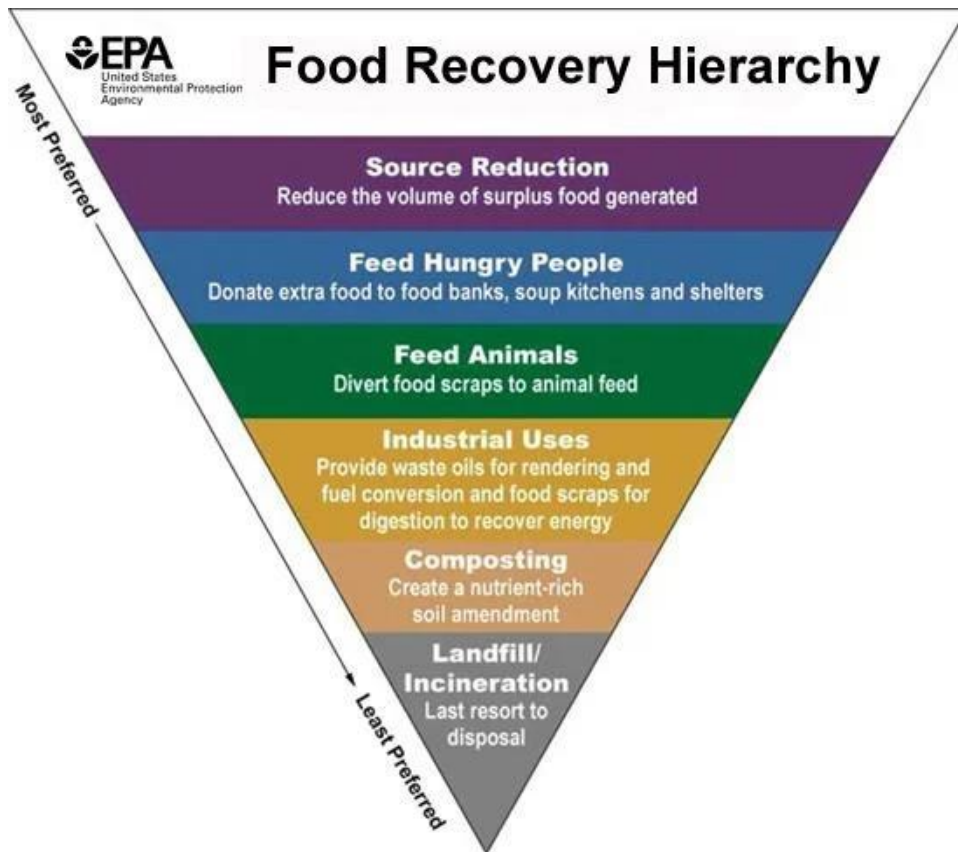 EPA
United States
Environmental Protection
Agency
Food Recovery Hierarchy
Most Preferred
Source Reduction
Reduce the volume of surplus food generated
Feed Hungry People
Donate extra food to food banks, soup kitchens and shelters
Feed Animals
Divert food scraps to animal feed
Industrial Uses
Provide waste oils for rendering and
fuel conversion and food scraps for
digestion to recover energy
Composting
Create a nutrient-rich
soil amendment
Landfill/
Incineration
Last resort to
disposal
Least Preferred